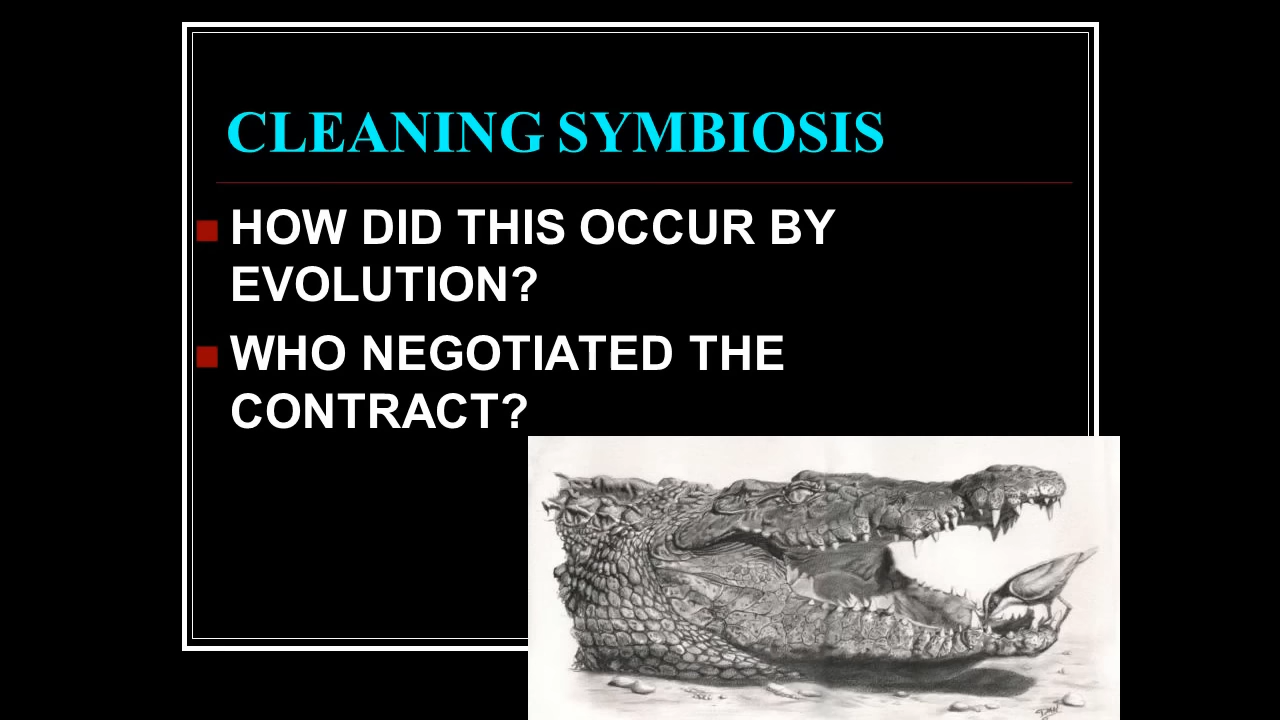 CLEANING SYMBIOSIS
HOW DID THIS OCCUR BY
EVOLUTION?
WHO NEGOTIATED THE
CONTRACT?